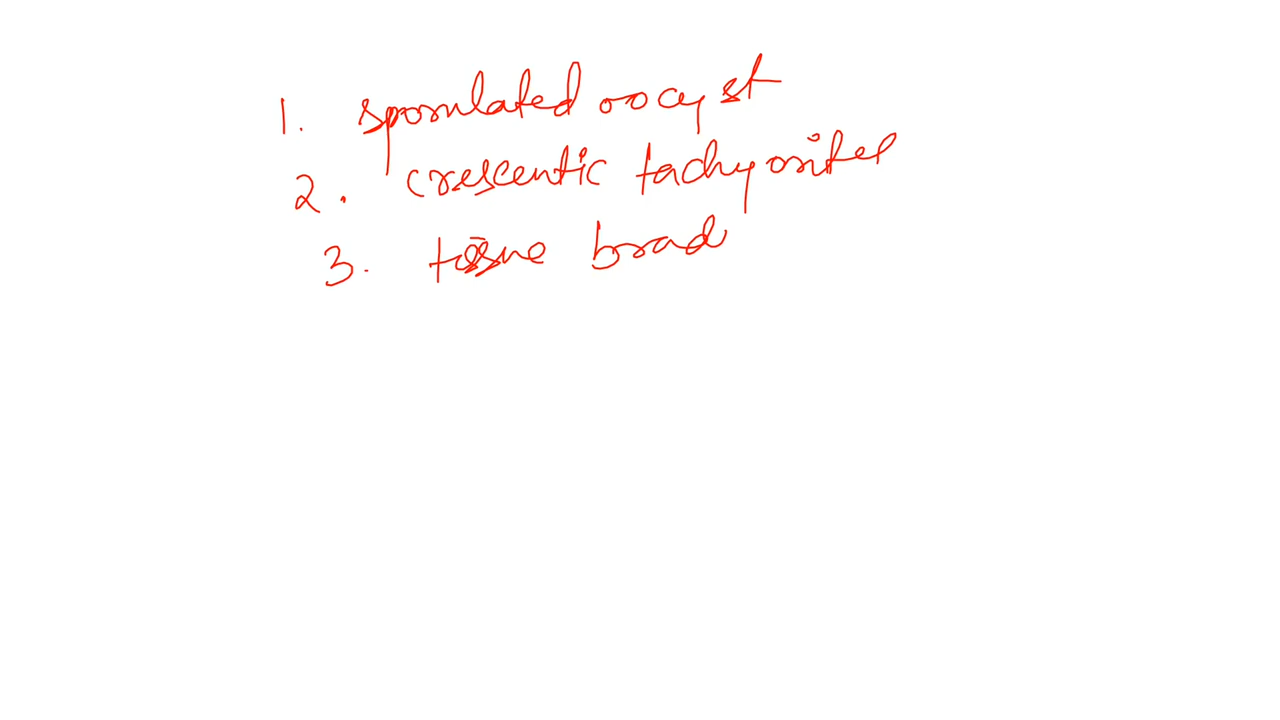 1. sporulated oocyst
2. crescentic tachyzoites
3. tissue brad